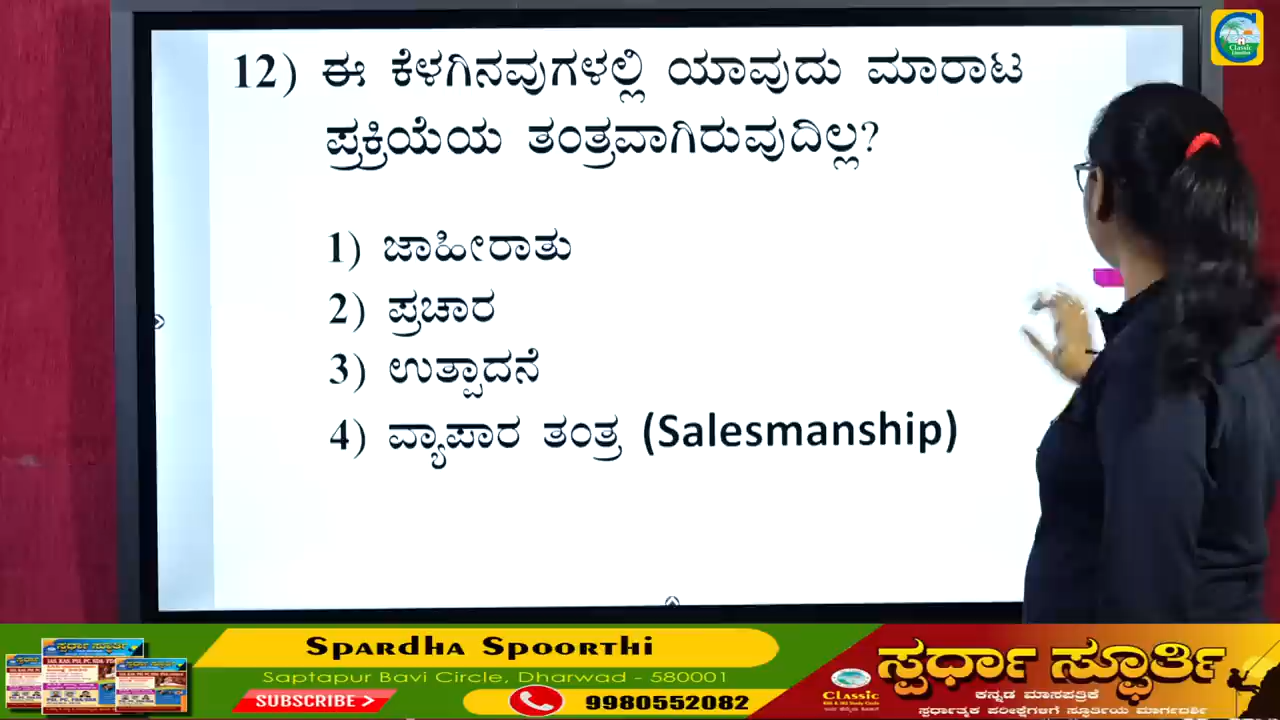 Classic
12) ಈ ಕೆಳಗಿನವುಗಳಲ್ಲಿ ಯಾವುದು ಮಾರಾಟ
ಪ್ರಕ್ರಿಯೆಯ ತಂತ್ರವಾಗಿರುವುದಿಲ್ಲ?
1) ಜಾಹೀರಾತು
2) ಪ್ರಚಾರ
3) ಉತ್ಪಾದನೆ
4) ವ್ಯಾಪಾರ ತಂತ್ರ (Salesmanship)
Spardha Spoorthi
Saptapur Bavi Circle, Dharwad - 580001
SUBSCRIBE >
9980552082
Classic
ಸ್ಪರ್ಧಾ ಸ್ಫೂರ್ತಿ
ಕನ್ನಡ ಮಾಸಪತ್ರಿಕೆ
ಸ್ಪರ್ಧಾತ್ಮಕ ಪರೀಕ್ಷೆಗಳಿಗೆ ಸ್ಫೂರ್ತಿಯ ಮಾರ್ಗದರ್ಶಿ